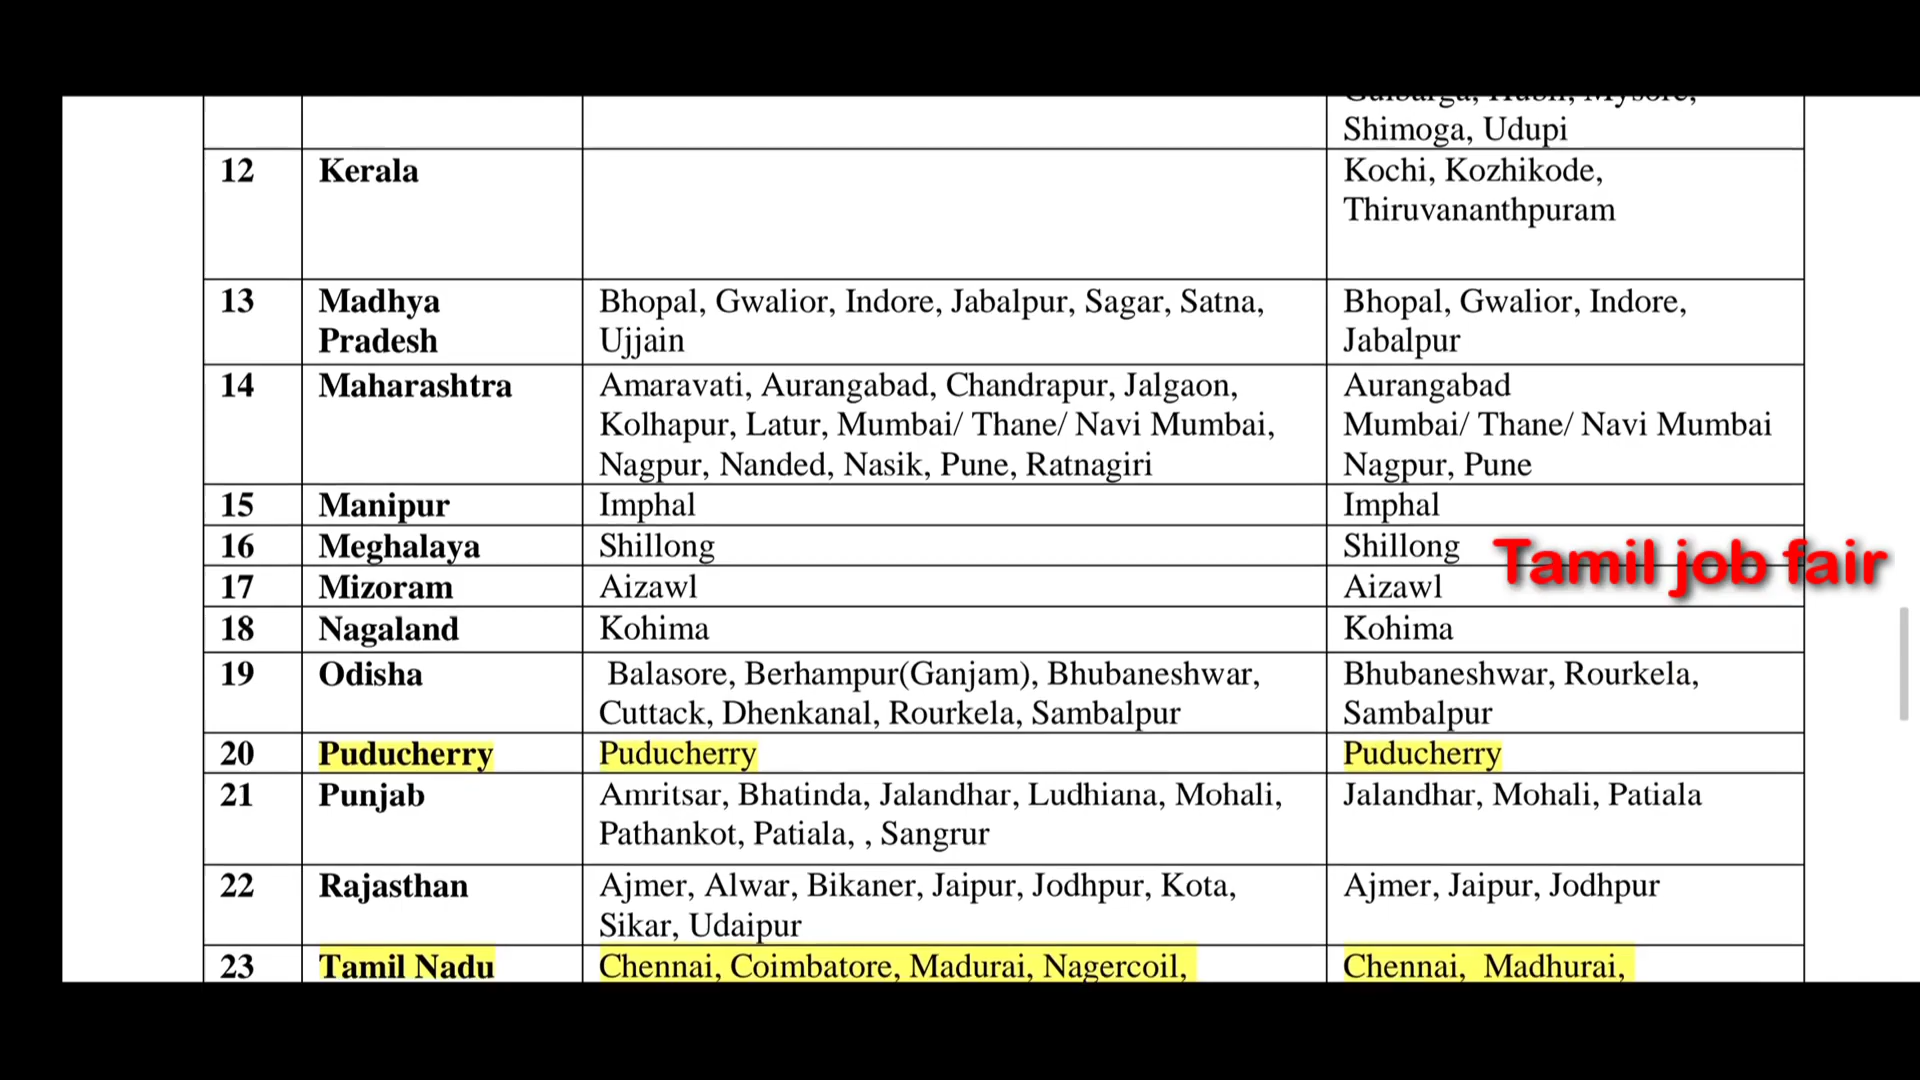 Gulbarga, Hubli, Mysore,
Shimoga, Udupi
12 Kerala Kochi, Kozhikode,
Thiruvananthpuram
13 Madhya Bhopal, Gwalior, Indore, Jabalpur, Sagar, Satna, Bhopal, Gwalior, Indore,
Pradesh Ujjain Jabalpur
14 Maharashtra Amaravati, Aurangabad, Chandrapur, Jalgaon, Aurangabad
Kolhapur, Latur, Mumbai/ Thane/ Navi Mumbai, Mumbai/ Thane/ Navi Mumbai
Nagpur, Nanded, Nasik, Pune, Ratnagiri Nagpur, Pune
15 Manipur Imphal Imphal
16 Meghalaya Shillong Shillong
Tamil job fair
17 Mizoram Aizawl Aizawl
18 Nagaland Kohima Kohima
19 Odisha Balasore, Berhampur(Ganjam), Bhubaneshwar, Bhubaneshwar, Rourkela,
Cuttack, Dhenkanal, Rourkela, Sambalpur Sambalpur
20 Puducherry Puducherry Puducherry
21 Punjab Amritsar, Bhatinda, Jalandhar, Ludhiana, Mohali, Jalandhar, Mohali, Patiala
Pathankot, Patiala, , Sangrur
22 Rajasthan Ajmer, Alwar, Bikaner, Jaipur, Jodhpur, Kota, Ajmer, Jaipur, Jodhpur
Sikar, Udaipur
23 Tamil Nadu Chennai, Coimbatore, Madurai, Nagercoil, Chennai, Madhurai,